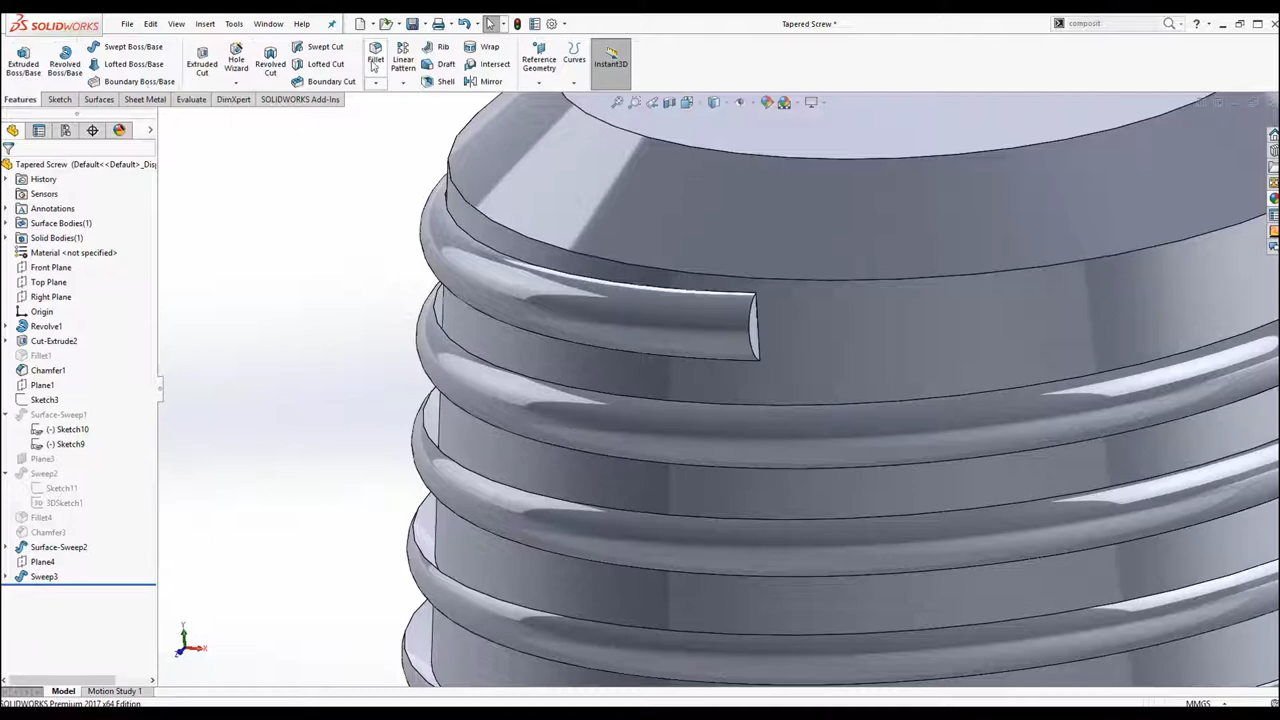 SOLIDWORKS
File
Edit
View
Insert
Tools
Window
Help
Tapered Screw *
composit
Extruded Boss/Base
Revolved Boss/Base
Swept Boss/Base
Lofted Boss/Base
Boundary Boss/Base
Extruded Cut
Hole Wizard
Revolved Cut
Swept Cut
Lofted Cut
Boundary Cut
Fillet
Linear Pattern
Rib
Draft
Shell
Wrap
Intersect
Mirror
Reference Geometry
Curves
Instant3D
Features
Sketch
Surfaces
Sheet Metal
Evaluate
DimXpert
SOLIDWORKS Add-Ins
Tapered Screw (Default<<Default>_Disp
History
Sensors
Annotations
Surface Bodies(1)
Solid Bodies(1)
Material <not specified>
Front Plane
Top Plane
Right Plane
Origin
Revolve1
Cut-Extrude2
Fillet1
Chamfer1
Plane1
Sketch3
Surface-Sweep1
(-) Sketch10
(-) Sketch9
Plane3
Sweep2
Sketch11
3DSketch1
Fillet4
Chamfer3
Surface-Sweep2
Plane4
Sweep3
Y
X
Z
Model
Motion Study 1
SOLIDWORKS Premium 2017 x64 Edition
MMGS